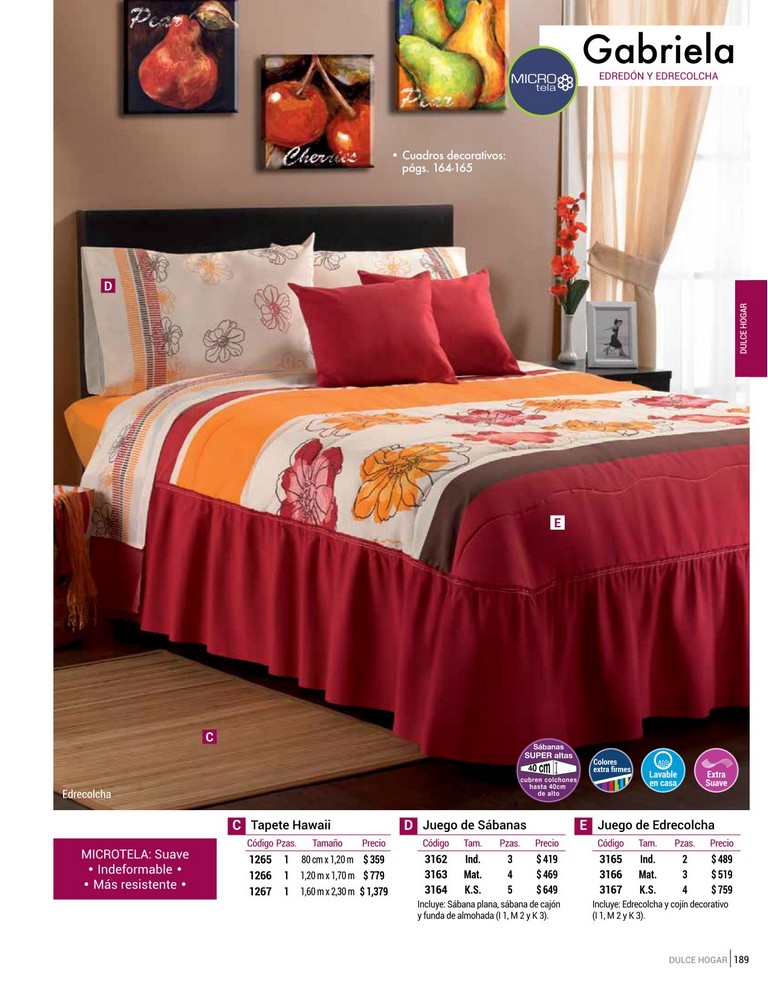 Pear
Cherries
Pear
MICRO
tela
Gabriela
EDREDÓN Y EDRECOLCHA
• Cuadros decorativos:
págs. 164-165
D
DULCE HOGAR
E
C
Edrecolcha
Sábanas
SUPER altas
40 cm
cubren colchones
hasta 40cm
de alto
Colores
extra firmes
Lavable
en casa
Extra
Suave
MICROTELA: Suave
• Indeformable •
• Más resistente •
C Tapete Hawaii
Código Pzas. Tamaño Precio
1265 1 80 cm x 1,20 m $ 359
1266 1 1,20 m x 1,70 m $ 779
1267 1 1,60 m x 2,30 m $ 1,379
D Juego de Sábanas
Código Tam. Pzas. Precio
3162 Ind. 3 $ 419
3163 Mat. 4 $ 469
3164 K.S. 5 $ 649
Incluye: Sábana plana, sábana de cajón
y funda de almohada (I 1, M 2 y K 3).
E Juego de Edrecolcha
Código Tam. Pzas. Precio
3165 Ind. 2 $ 489
3166 Mat. 3 $ 519
3167 K.S. 4 $ 759
Incluye: Edrecolcha y cojín decorativo
(I 1, M 2 y K 3).
DULCE HOGAR 189